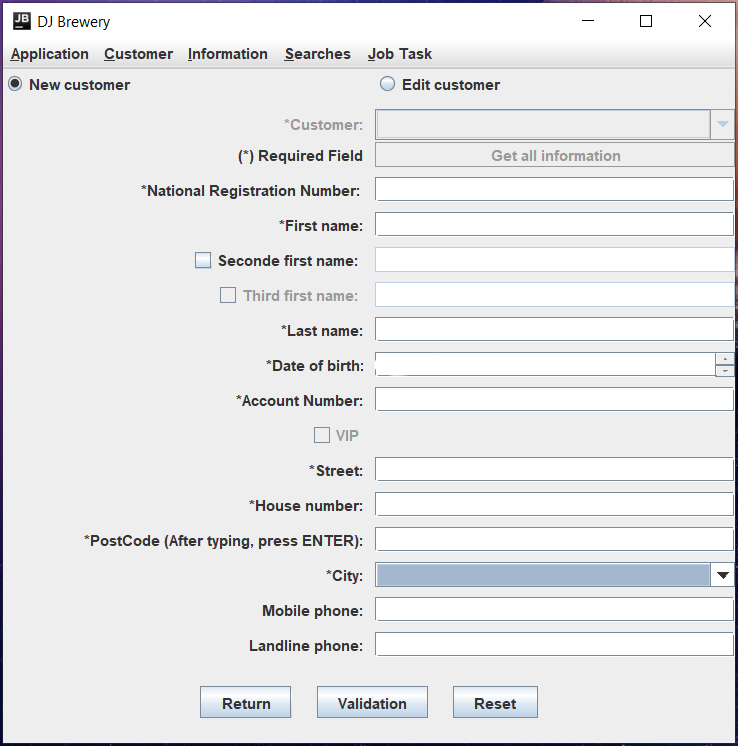 JB DJ Brewery
Application Customer Information Searches Job Task
New customer Edit customer
*Customer:
(*) Required Field Get all information
*National Registration Number:
*First name:
Seconde first name:
Third first name:
*Last name:
*Date of birth:
*Account Number:
VIP
*Street:
*House number:
*PostCode (After typing, press ENTER):
*City:
Mobile phone:
Landline phone:
Return Validation Reset